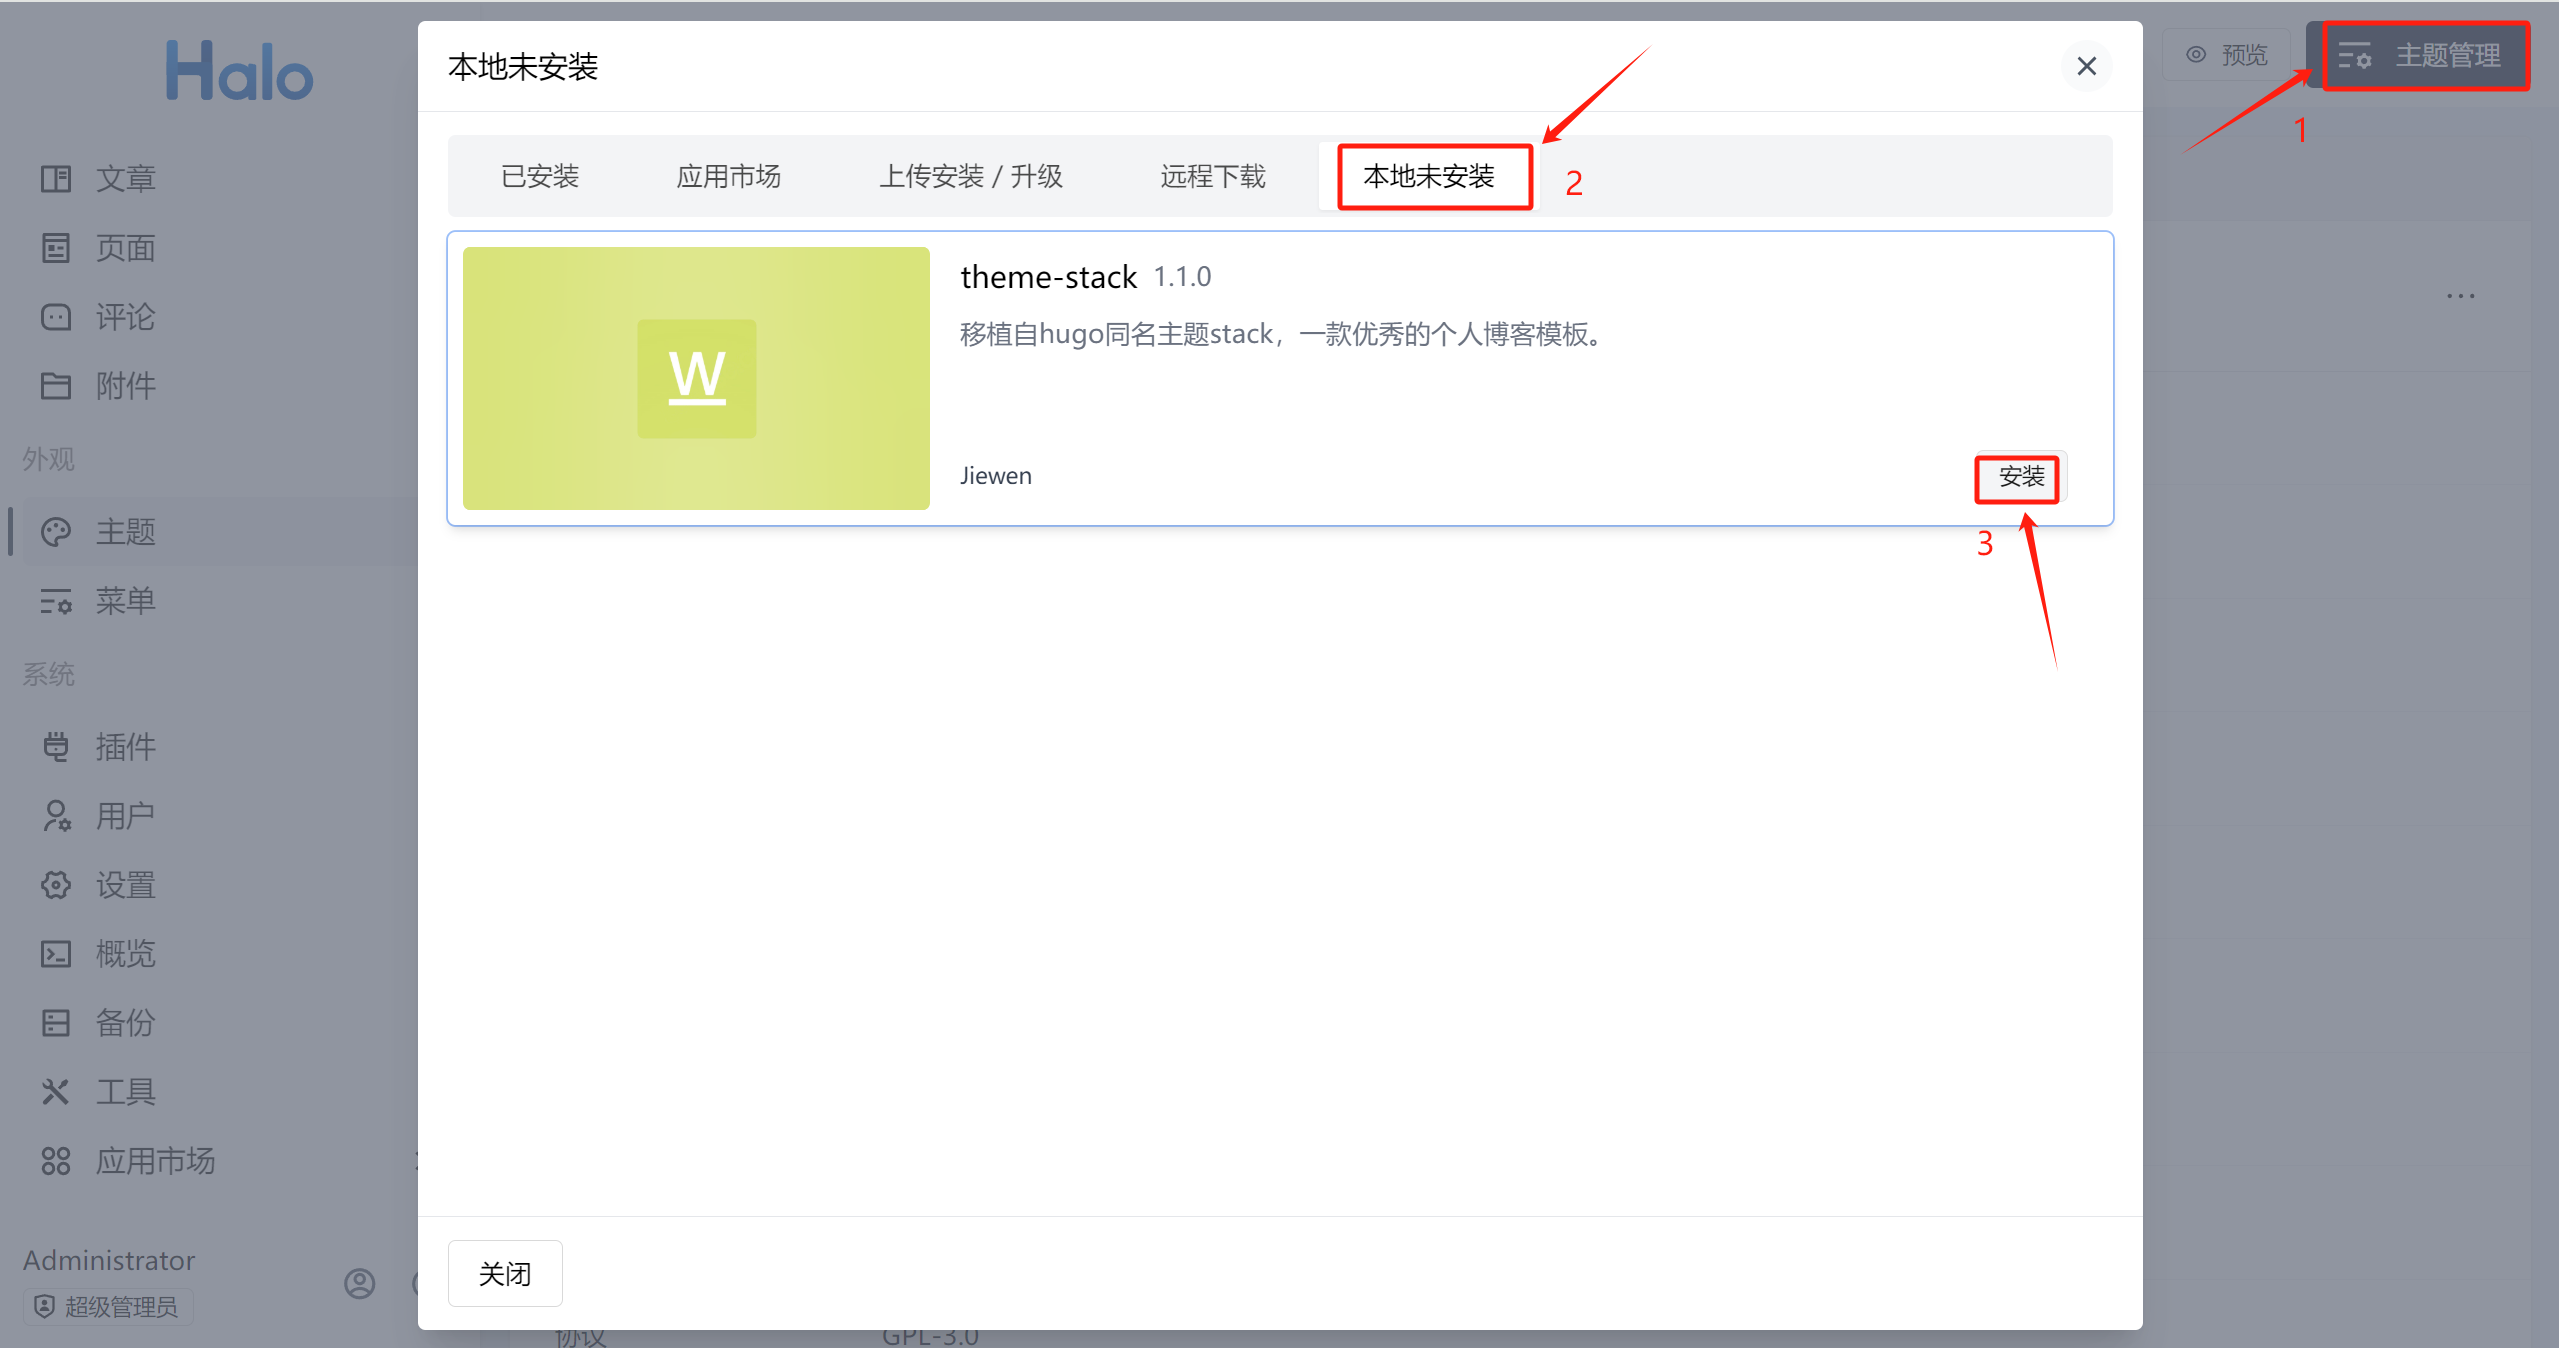 Halo
文章
页面
评论
附件
外观
主题
菜单
系统
插件
用户
设置
概览
备份
工具
应用市场
Administrator
超级管理员
本地未安装
已安装
应用市场
上传安装 / 升级
远程下载
本地未安装
2
W
theme-stack 1.1.0
移植自hugo同名主题stack，一款优秀的个人博客模板。
Jiewen
安装
3
关闭
预览
主题管理
1
协议
GPL-3.0